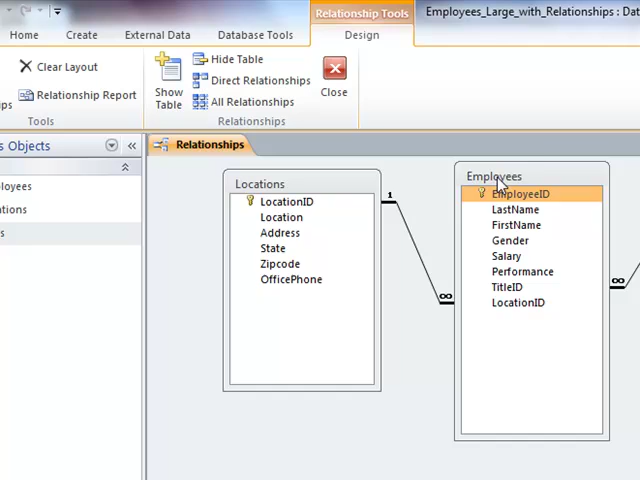 Relationship Tools
Employees_Large_with_Relationships : Dat
Home
Create
External Data
Database Tools
Design
Clear Layout
Relationship Report
ps
Tools
Show
Table
Hide Table
Direct Relationships
All Relationships
Relationships
Close
s Objects
«
loyees
ations
s
Relationships
Locations
LocationID
Location
Address
State
Zipcode
OfficePhone
1
∞
Employees
EmployeeID
LastName
FirstName
Gender
Salary
Performance
TitleID
LocationID
∞